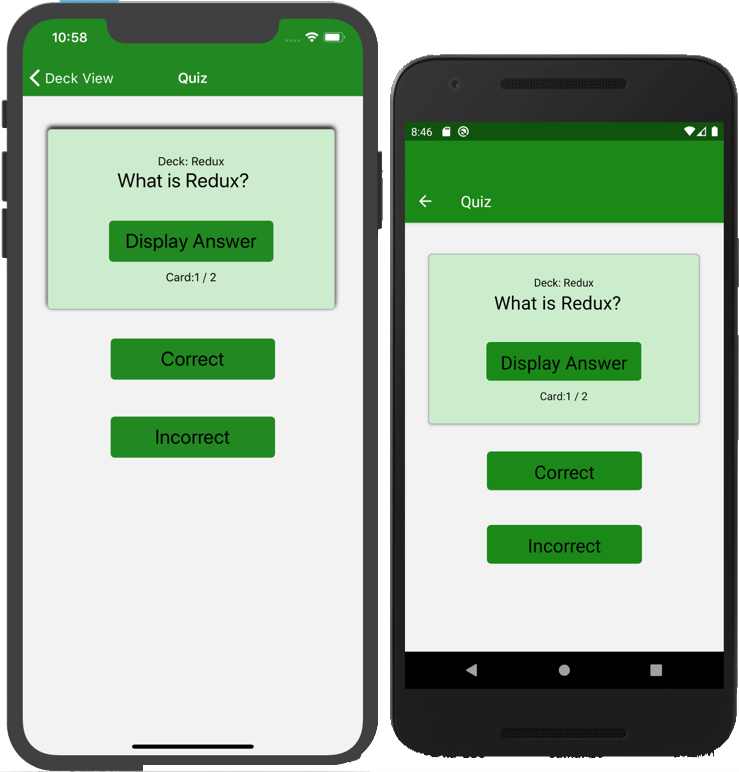 10:58
Deck View
Quiz
Deck: Redux
What is Redux?
Display Answer
Card:1 / 2
Correct
Incorrect
8:46
Quiz
Deck: Redux
What is Redux?
Display Answer
Card:1 / 2
Correct
Incorrect